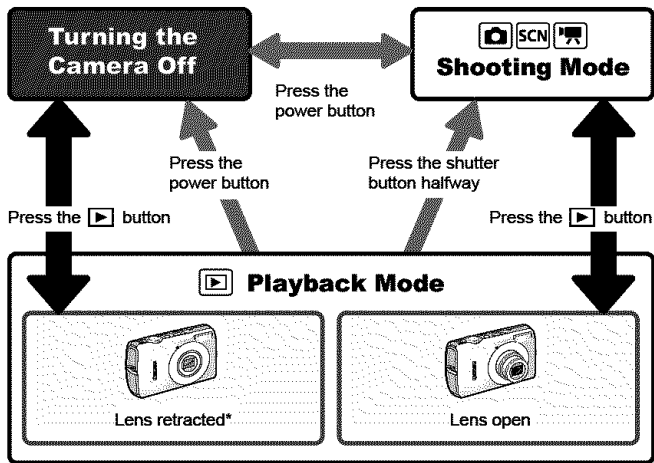 Turning the
Camera Off
SCN
Shooting Mode
Press the
power button
Press the
power button
Press the shutter
button halfway
Press the button
Press the button
Playback Mode
Lens retracted*
Lens open